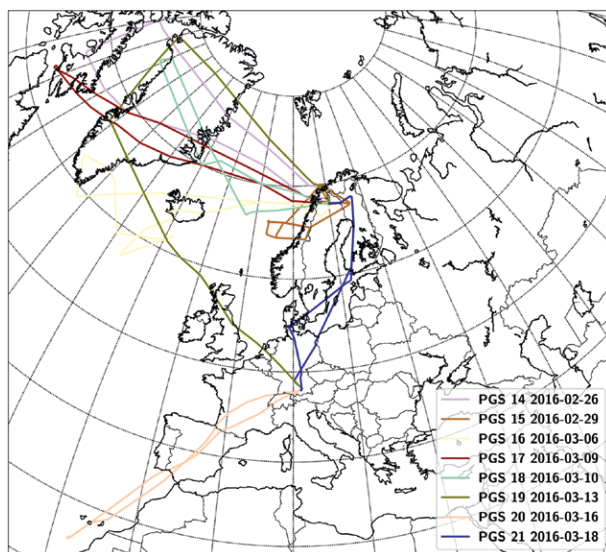 PGS 14 2016-02-26
PGS 15 2016-02-29
PGS 16 2016-03-06
PGS 17 2016-03-09
PGS 18 2016-03-10
PGS 19 2016-03-13
PGS 20 2016-03-16
PGS 21 2016-03-18